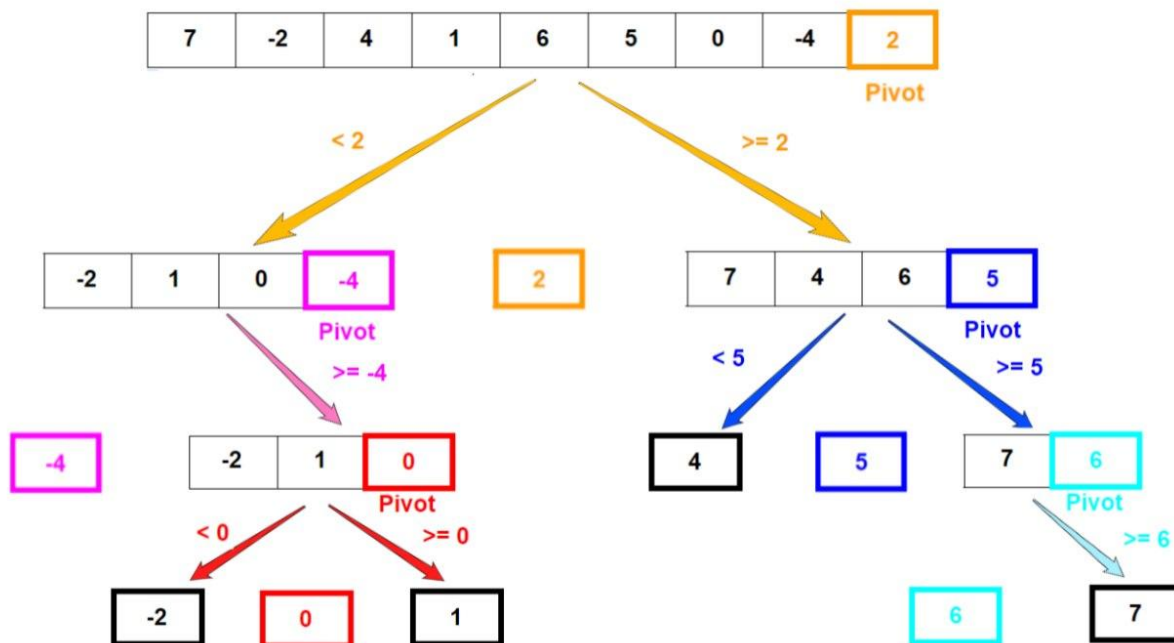 7 -2 4 1 6 5 0 -4 2
Pivot
< 2
>= 2
-2 1 0 -4
2
7 4 6 5
Pivot
Pivot
>= -4
< 5
>= 5
-4
-2 1 0
4
5
7 6
Pivot
Pivot
< 0
>= 0
>= 6
-2
0
1
6
7